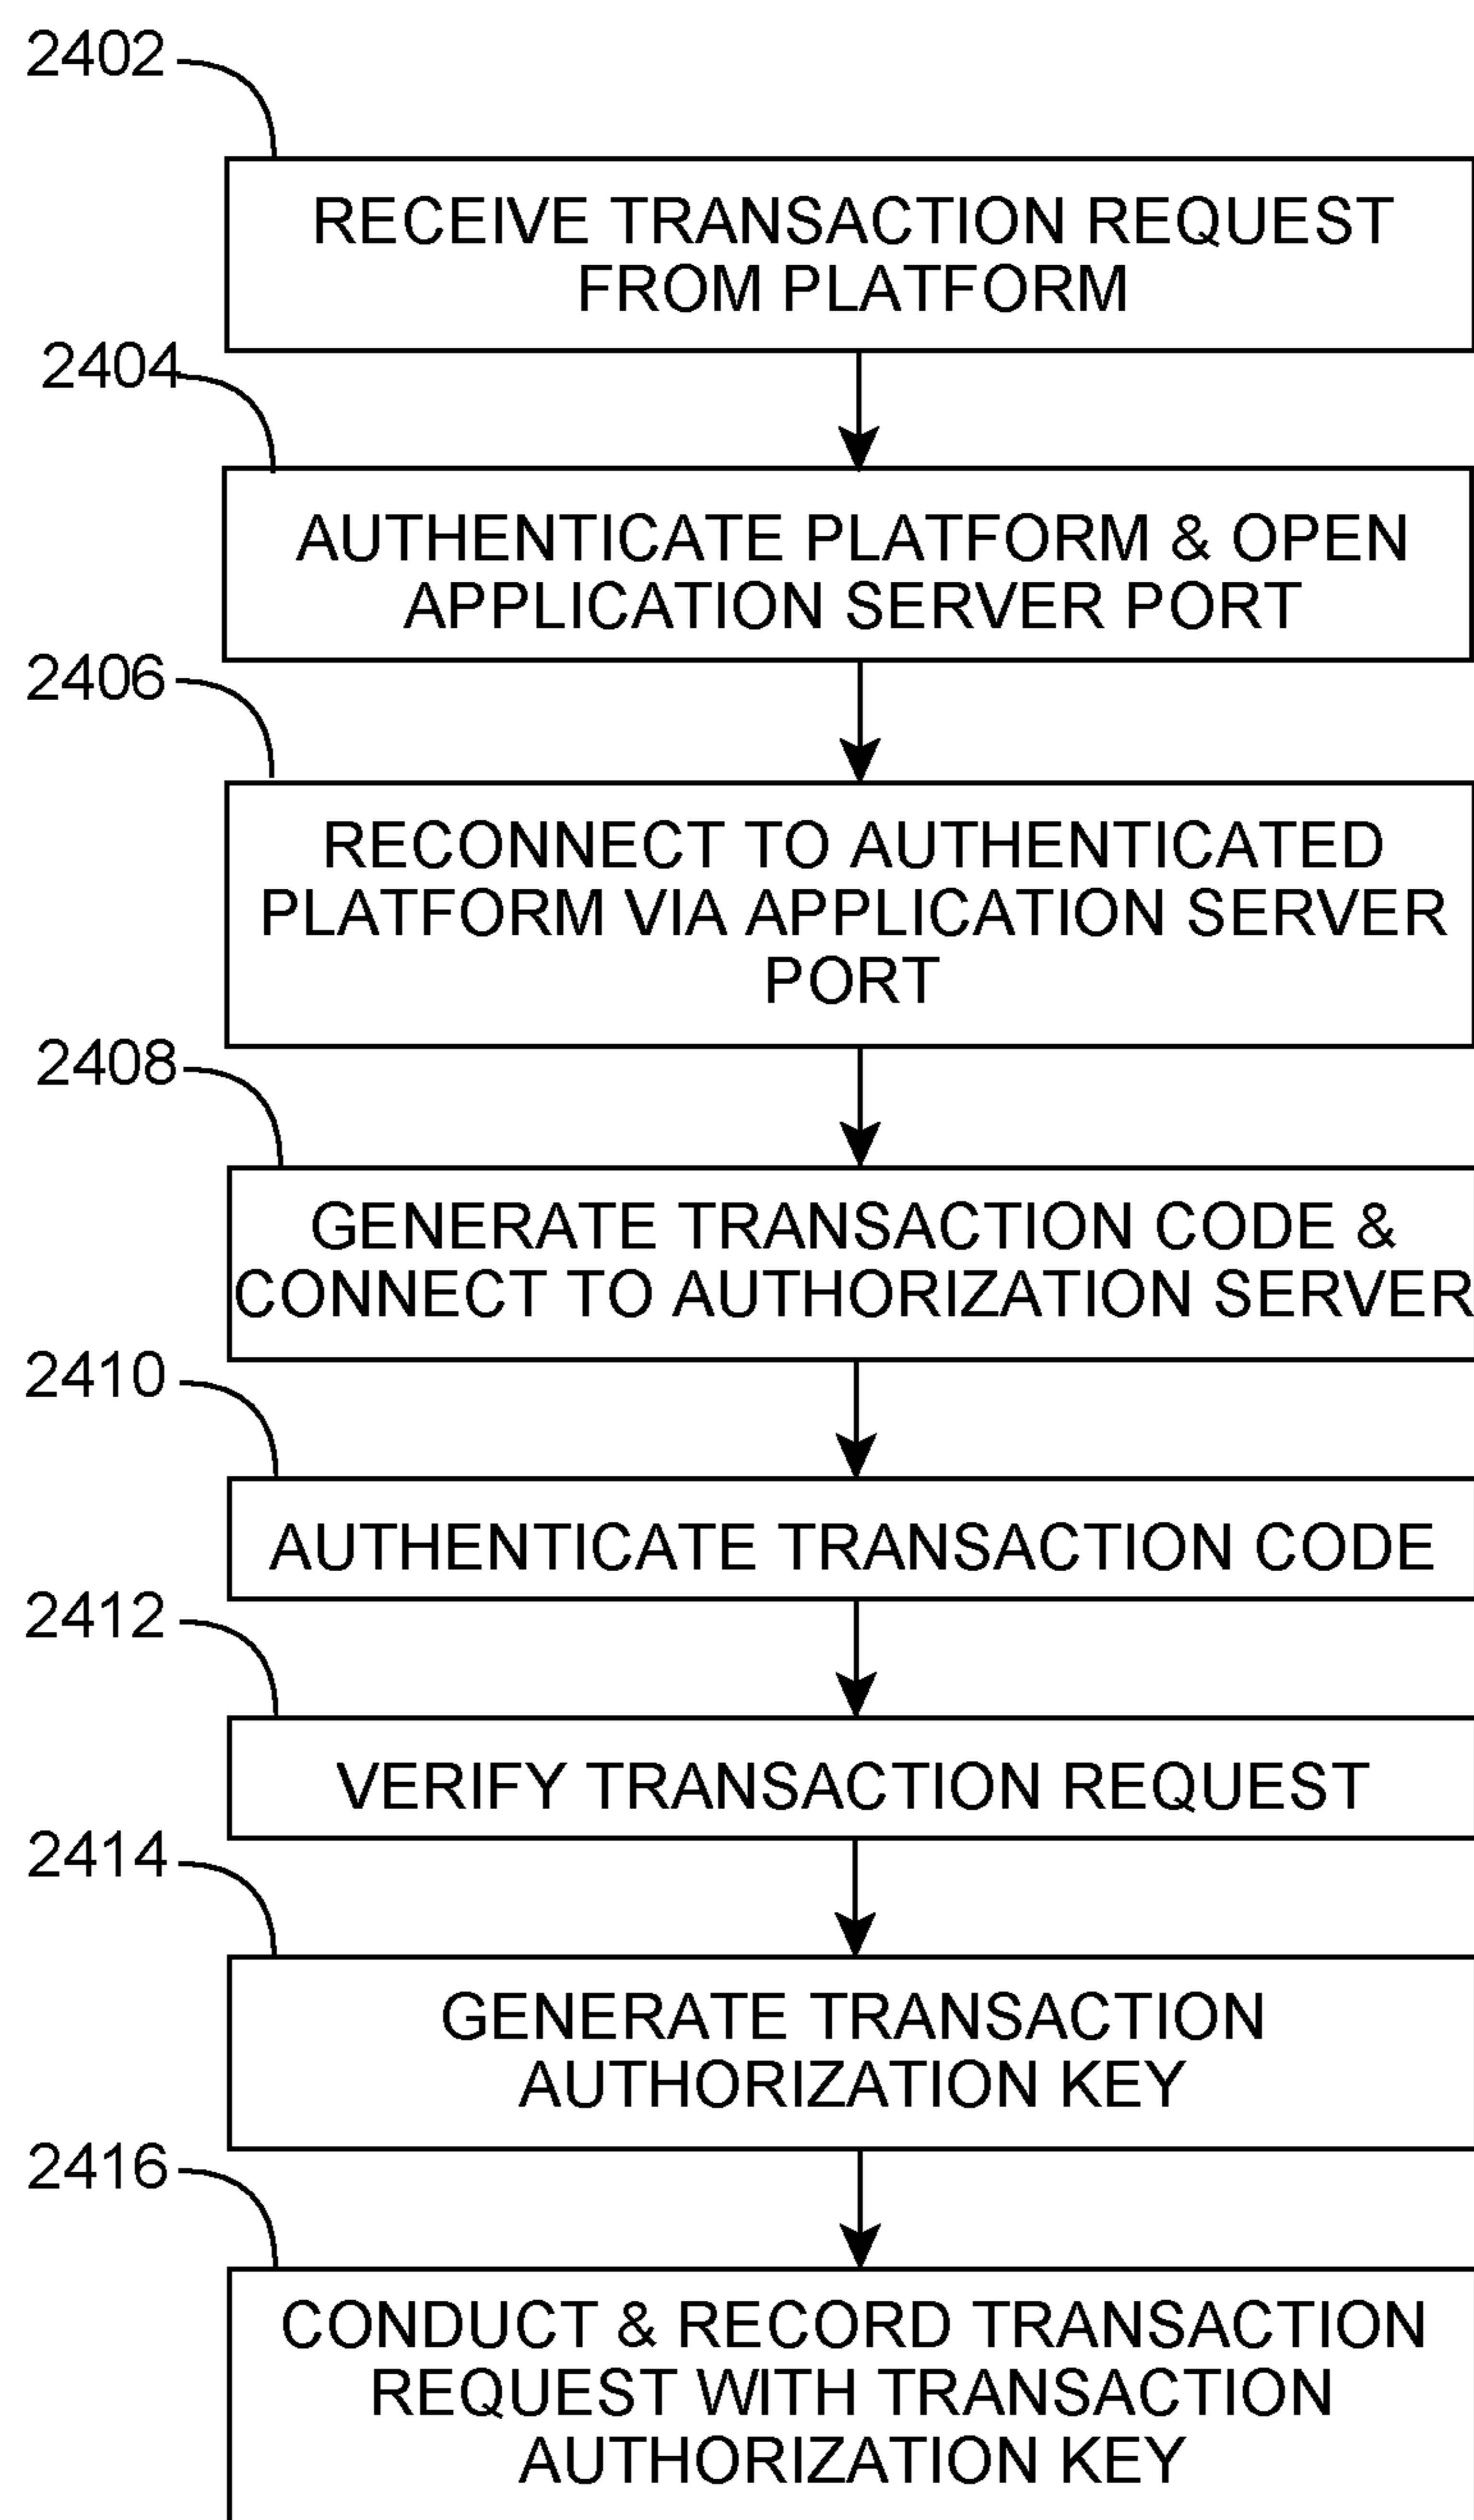 2402
RECEIVE TRANSACTION REQUEST
FROM PLATFORM
2404
AUTHENTICATE PLATFORM & OPEN
APPLICATION SERVER PORT
2406
RECONNECT TO AUTHENTICATED
PLATFORM VIA APPLICATION SERVER
PORT
2408
GENERATE TRANSACTION CODE &
CONNECT TO AUTHORIZATION SERVER
2410
AUTHENTICATE TRANSACTION CODE
2412
VERIFY TRANSACTION REQUEST
2414
GENERATE TRANSACTION
AUTHORIZATION KEY
2416
CONDUCT & RECORD TRANSACTION
REQUEST WITH TRANSACTION
AUTHORIZATION KEY